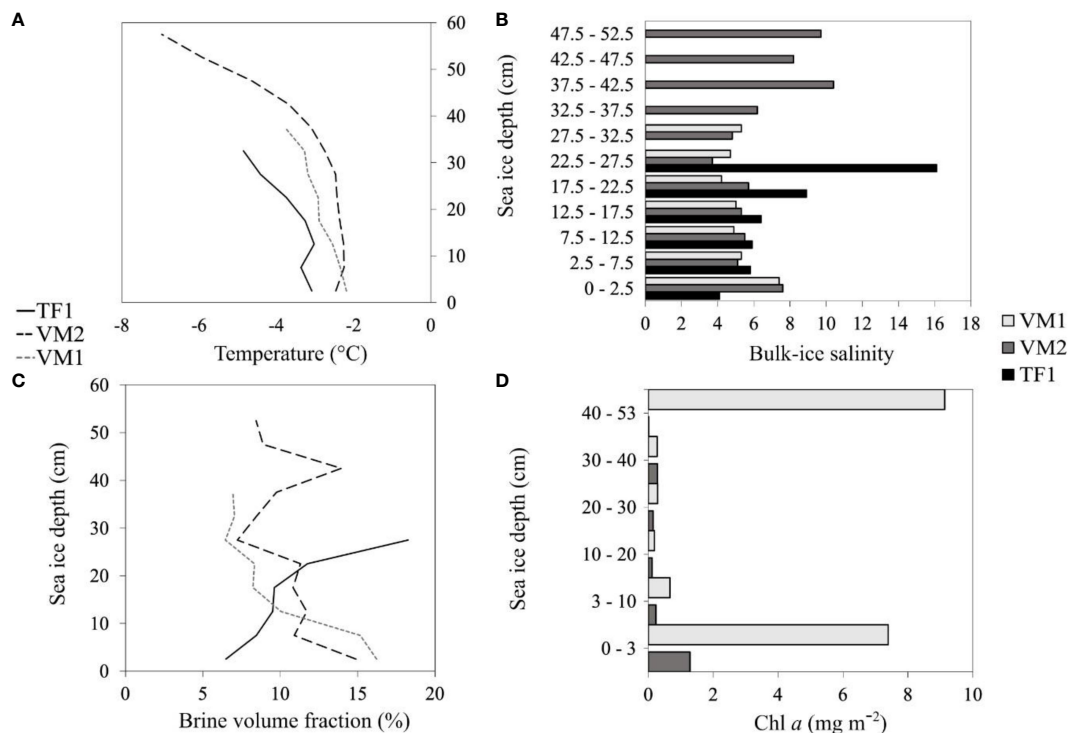 A
60
50
40
30
20
10
0
Sea ice depth (cm)
-8
-6
-4
-2
0
Temperature (°C)
TF1
VM2
VM1
B
Sea ice depth (cm)
47.5 - 52.5
42.5 - 47.5
37.5 - 42.5
32.5 - 37.5
27.5 - 32.5
22.5 - 27.5
17.5 - 22.5
12.5 - 17.5
7.5 - 12.5
2.5 - 7.5
0 - 2.5
0 2 4 6 8 10 12 14 16 18
Bulk-ice salinity
VM1
VM2
TF1
C
Sea ice depth (cm)
60
50
40
30
20
10
0
0 5 10 15 20
Brine volume fraction (%)
D
Sea ice depth (cm)
40 - 53
30 - 40
20 - 30
10 - 20
3 - 10
0 - 3
0 2 4 6 8 10
Chl a (mg m⁻²)